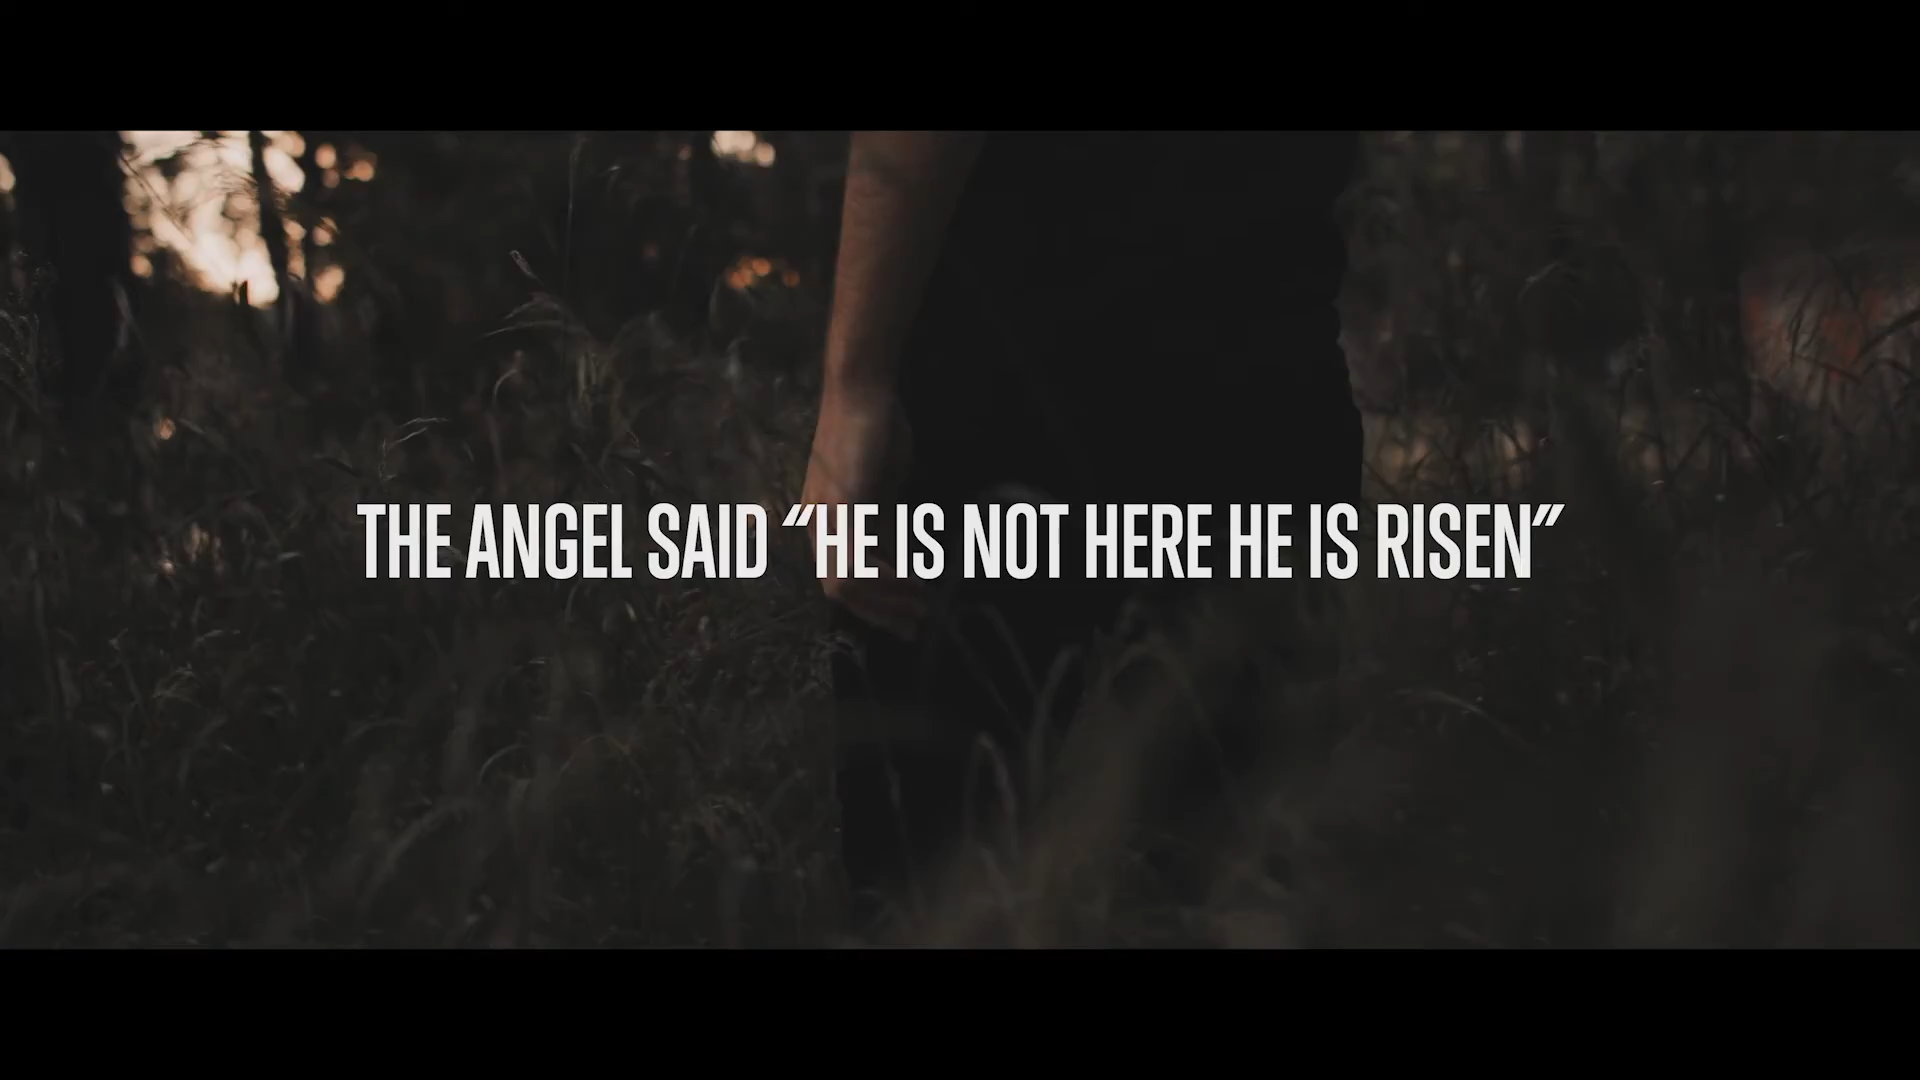 THE ANGEL SAID “HE IS NOT HERE HE IS RISEN”